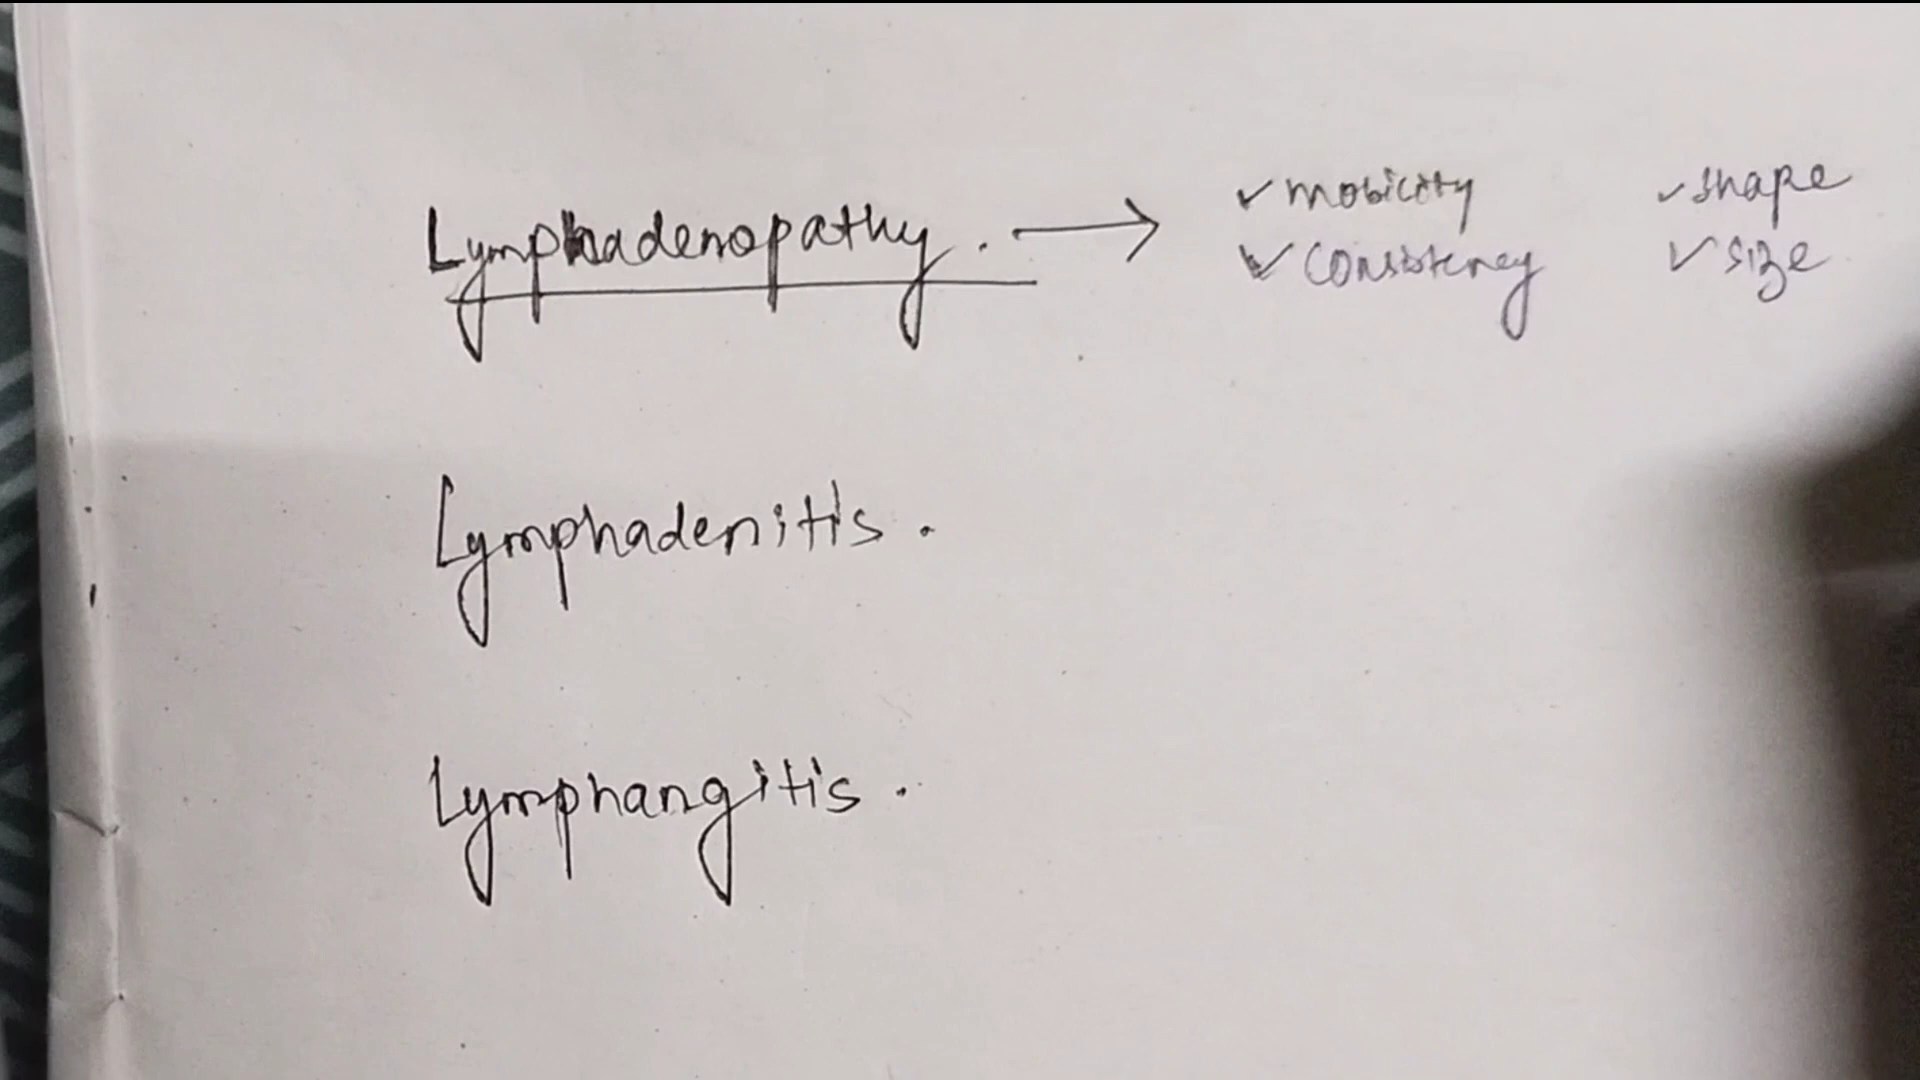 Lymphadenopathy. → ✓ mobility ✓ shape
✓ consistency ✓ size
Lymphadenitis.
Lymphangitis.